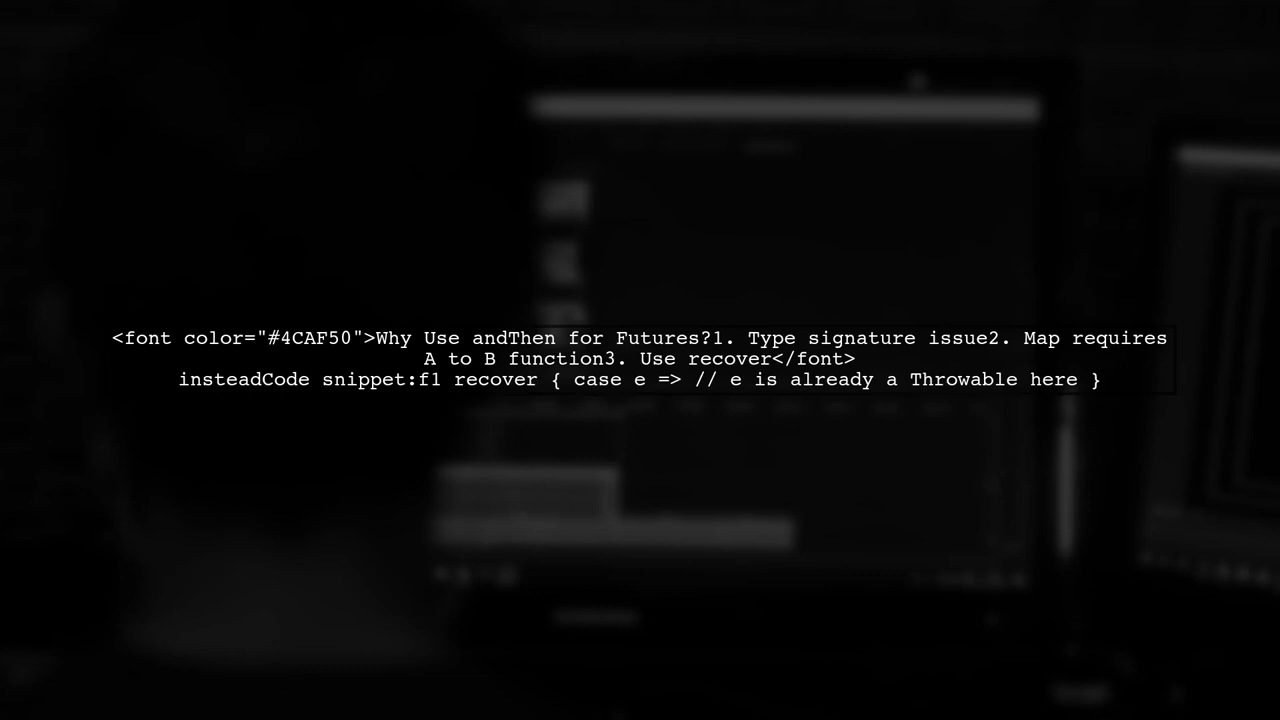 <font color="#4CAF50">Why Use andThen for Futures?1. Type signature issue2. Map requires
A to B function3. Use recover</font>
insteadCode snippet:f1 recover { case e => // e is already a Throwable here }